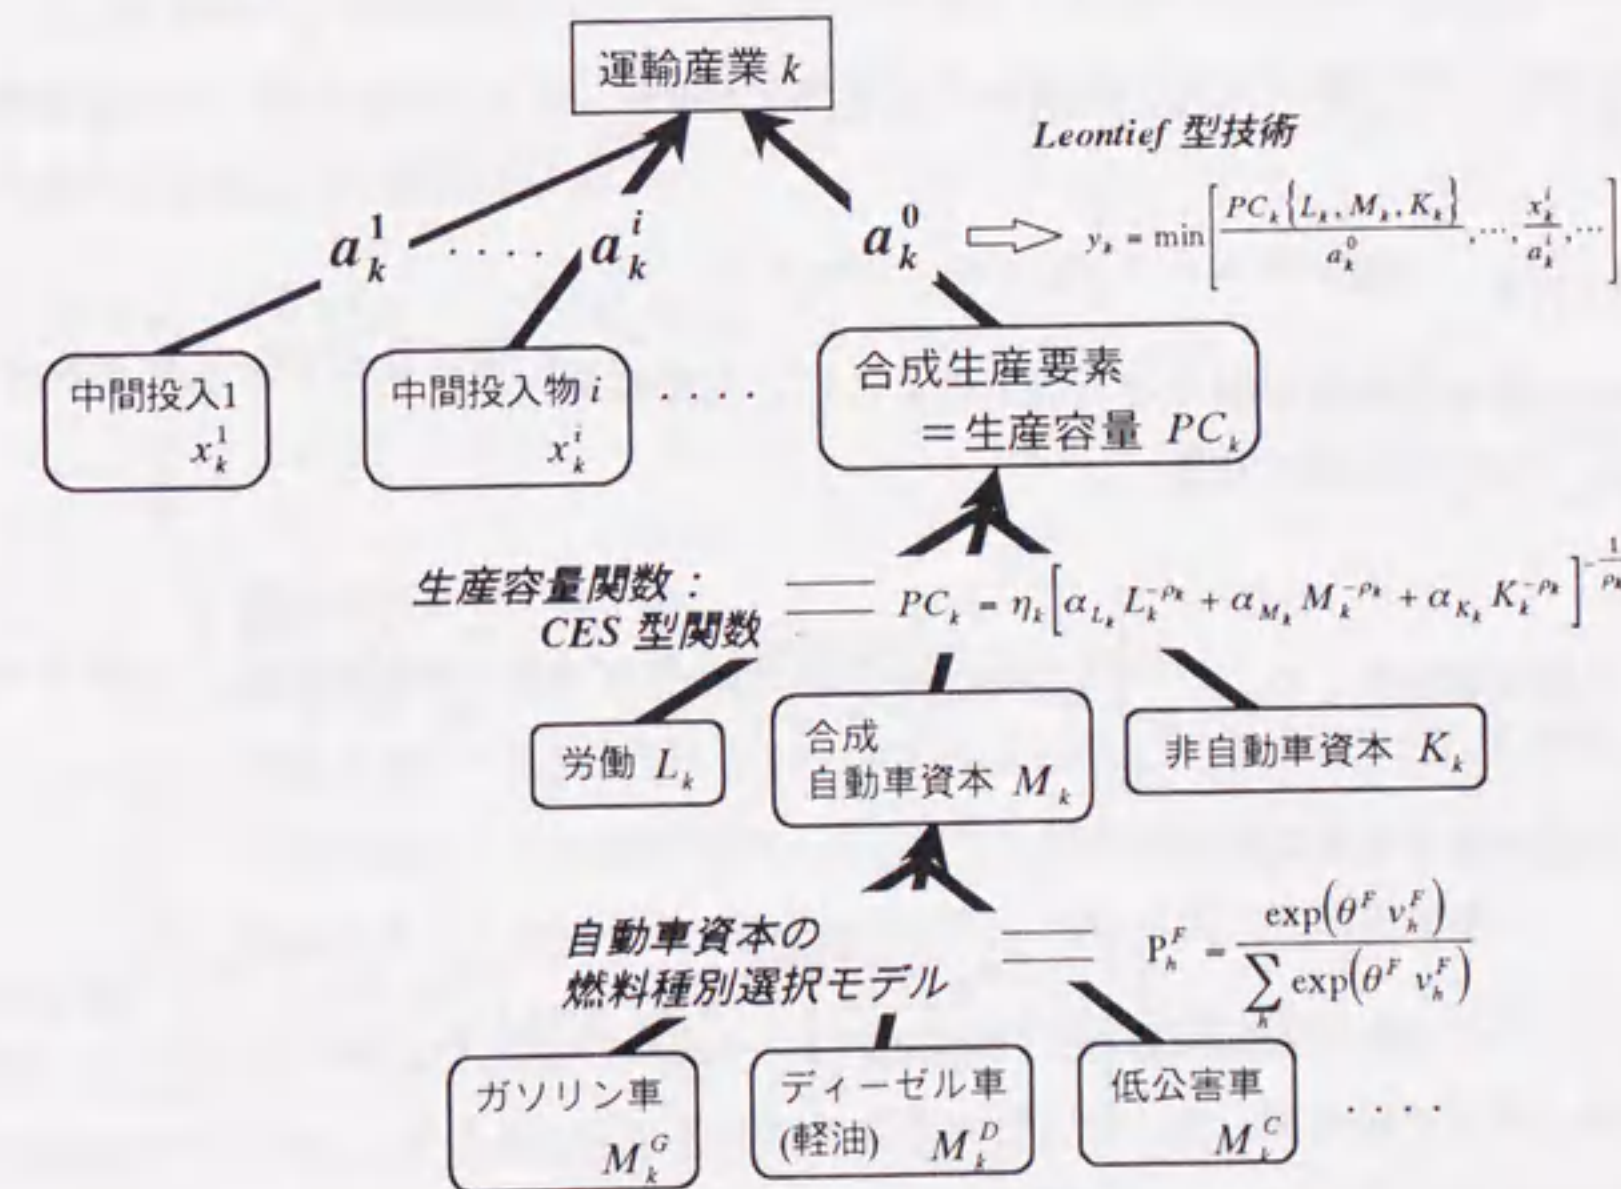 運輸産業 k
Leontief 型技術
a_k^1 ···· a_k^i a_k^0 ⇨ y_k = min[PC_k{L_k, M_k, K_k}/a_k^0, ···, x_k^i/a_k^i, ···]
中間投入1
x_k^1
中間投入物 i
x_k^i
····
合成生産要素
=生産容量 PC_k
生産容量関数：
CES 型関数
PC_k = η_k[α_{L_k} L_k^{-ρ_k} + α_{M_k} M_k^{-ρ_k} + α_{K_k} K_k^{-ρ_k}]^{-1/ρ_k}
労働 L_k
合成
自動車資本 M_k
非自動車資本 K_k
自動車資本の
燃料種別選択モデル
P_h^F = exp(θ^F v_h^F) / ∑_h exp(θ^F v_h^F)
ガソリン車
M_k^G
ディーゼル車
(軽油) M_k^D
低公害車
M_k^C
····